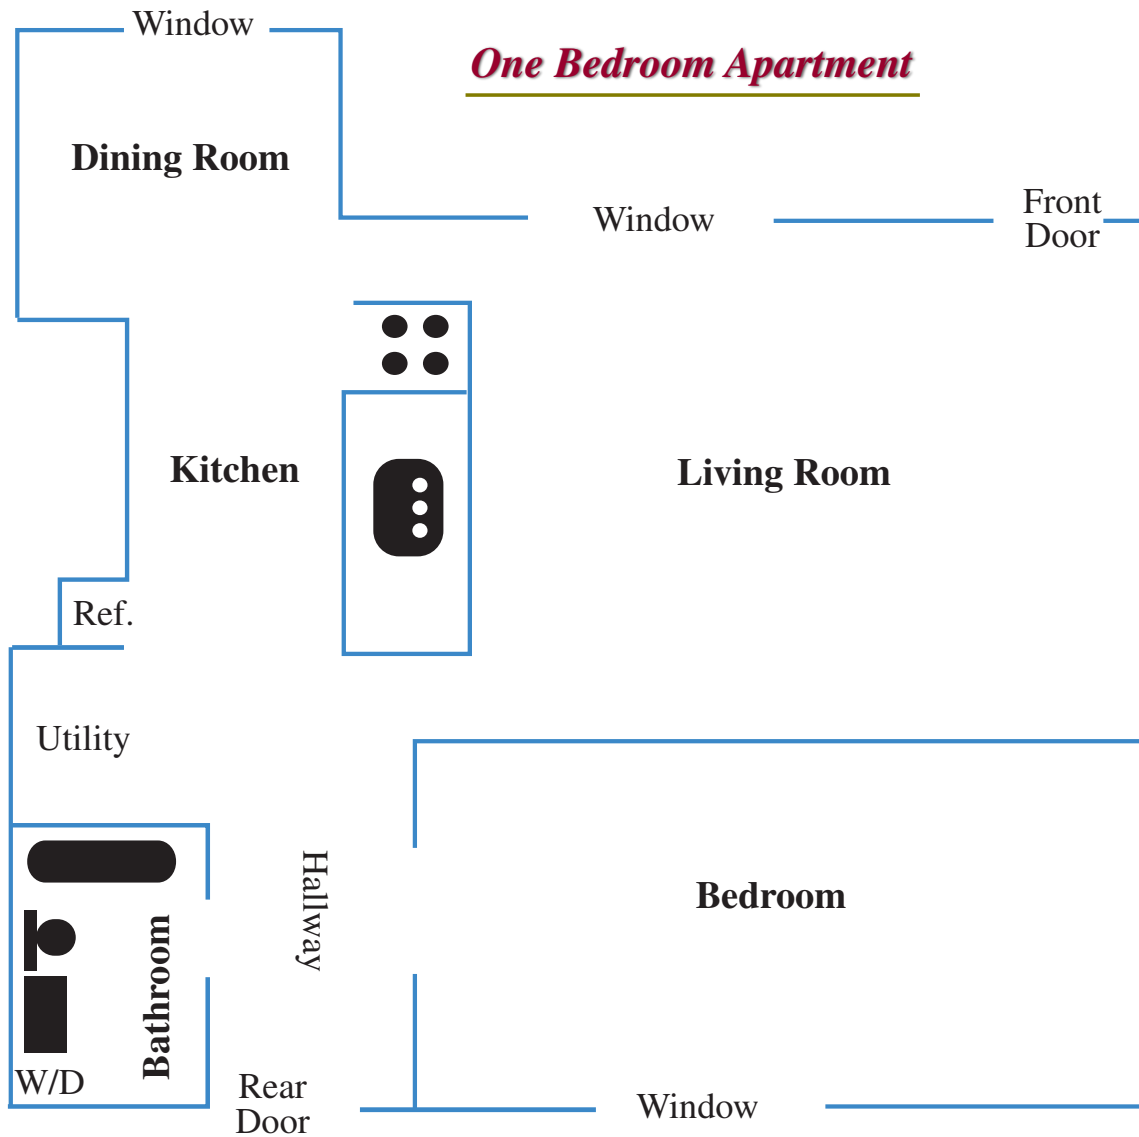 Window
One Bedroom Apartment
Dining Room
Window
Front
Door
Kitchen
Living Room
Ref.
Utility
Hallway
Bedroom
Bathroom
W/D
Rear
Door
Window